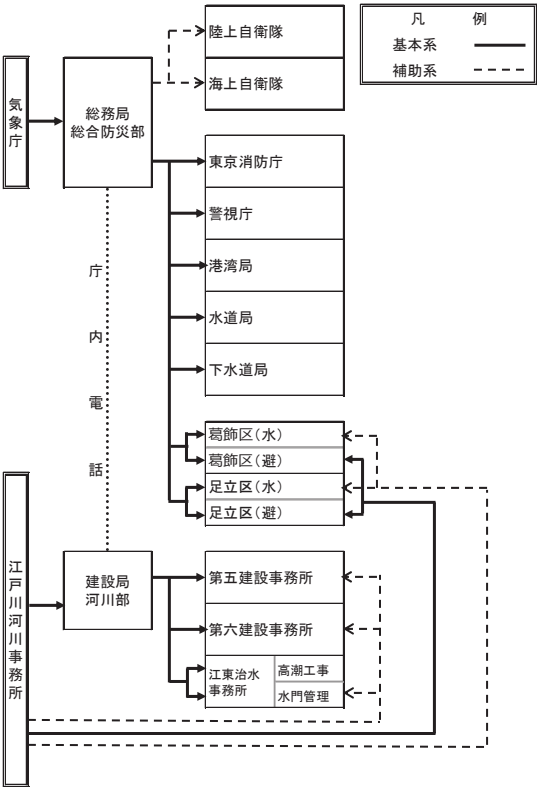 凡　例
基本系
補助系
陸上自衛隊
海上自衛隊
気象庁
総務局
総合防災部
東京消防庁
警視庁
港湾局
水道局
下水道局
庁内電話
葛飾区（水）
葛飾区（避）
足立区（水）
足立区（避）
江戸川河川事務所
建設局
河川部
第五建設事務所
第六建設事務所
江東治水
事務所
高潮工事
水門管理